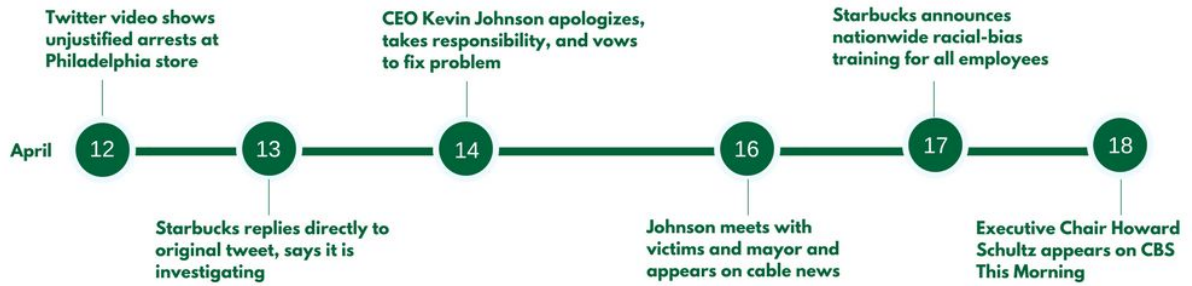 Twitter video shows
unjustified arrests at
Philadelphia store
CEO Kevin Johnson apologizes,
takes responsibility, and vows
to fix problem
Starbucks announces
nationwide racial-bias
training for all employees
April
12
13
14
16
17
18
Starbucks replies directly to
original tweet, says it is
investigating
Johnson meets with
victims and mayor and
appears on cable news
Executive Chair Howard
Schultz appears on CBS
This Morning